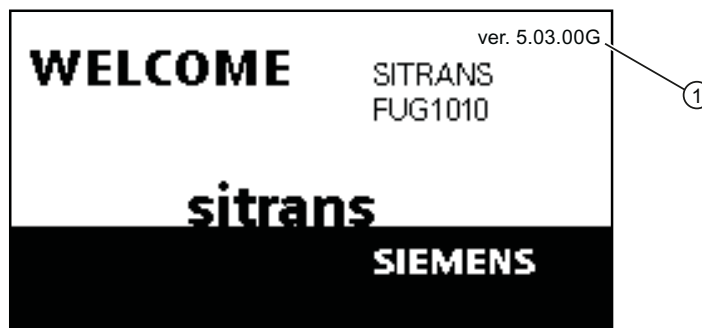 ver. 5.03.00G
WELCOME
SITRANS
FUG1010
sitrans
SIEMENS
1